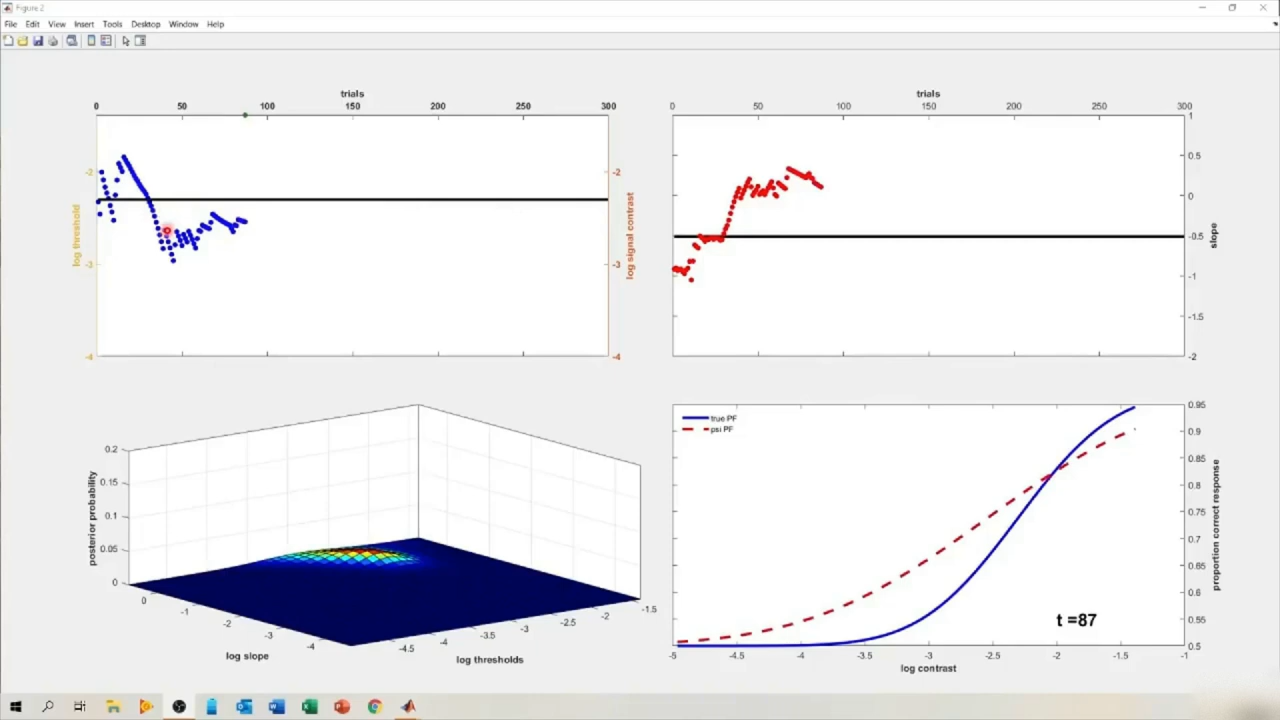 Figure 2
File Edit View Insert Tools Desktop Window Help
trials
0 50 100 150 200 250 300
-2 -3 -4
log threshold
-2 -3 -4
log signal contrast
trials
0 50 100 150 200 250 300
1 0.5 0 -0.5 -1 -1.5 -2
slope
0.2 0.15 0.1 0.05 0
posterior probability
0 -1 -2 -3 -4
log slope
-4.5 -4 -3.5 -3 -2.5 -2 -1.5
log thresholds
true PF
psi PF
t =87
0.95 0.9 0.85 0.8 0.75 0.7 0.65 0.6 0.55 0.5
proportion correct response
-5 -4.5 -4 -3.5 -3 -2.5 -2 -1.5 -1
log contrast